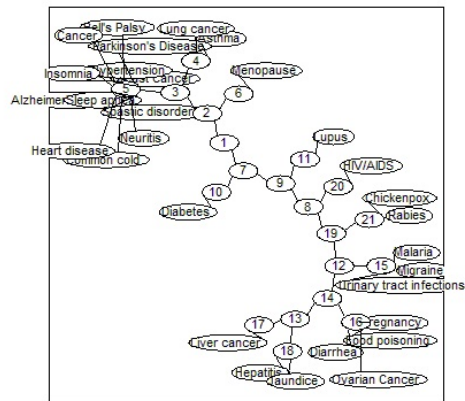 Bell's Palsy
Lung cancer
Cancer
Asthma
Parkinson's Disease
4
Insomnia
Hypertension
Menopause
Cancer
5
3
6
Alzheimer
Sleep apnea
2
disorder
Neuritis
1
Lupus
Heart disease
Common cold
11
HIV/AIDS
7
9
20
10
Chickenpox
Diabetes
8
21
Rabies
19
Malaria
12
15
Migraine
Urinary tract infections
14
17
13
16
Pregnancy
Liver cancer
Food poisoning
18
Diarrhea
Hepatitis
Jaundice
Ovarian Cancer